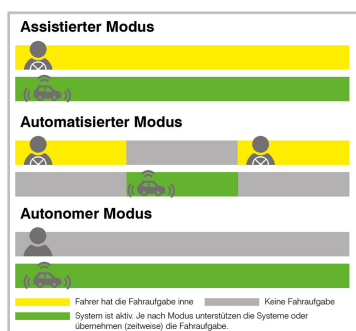 Assistierter Modus
Automatisierter Modus
Autonomer Modus
Fahrer hat die Fahraufgabe inne
Keine Fahraufgabe
System ist aktiv. Je nach Modus unterstützen die Systeme oder
übernehmen (zeitweise) die Fahraufgabe.